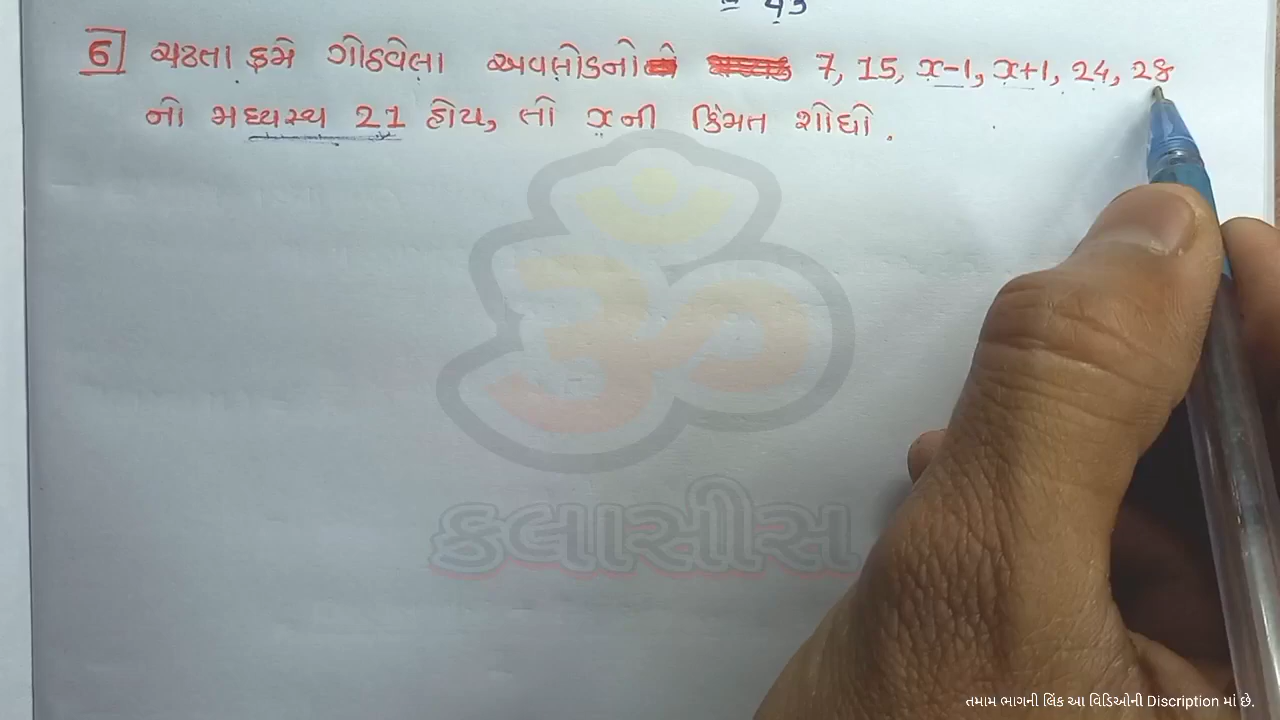 6 ચઢતા ક્રમે ગોઠવેલા અવલોકનો 7, 15, x-1, x+1, 24, 28
નો મધ્યસ્થ 21 હોય, તો x ની કિંમત શોધો.
ૐ
કલાસીસ
તમામ ભાગની લિંક આ વિડિઓની Discription માં છે.